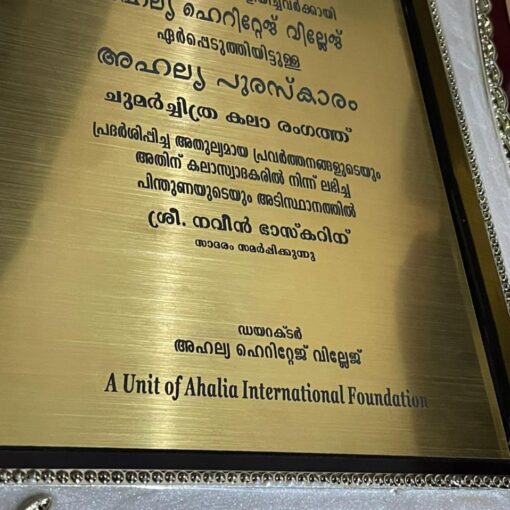 അഹല്യ ഹെറിറ്റേജ് വില്ലേജ്
ഏർപ്പെടുത്തിയിട്ടുള്ള
അഹല്യ പുരസ്കാരം
ചുമർച്ചിത്ര കലാ രംഗത്ത്
പ്രദർശിപ്പിച്ച അതുല്യമായ പ്രവർത്തനങ്ങളുടെയും
അതിന് കലാസ്വാദകരിൽ നിന്ന് ലഭിച്ച
പിന്തുണയുടെയും അടിസ്ഥാനത്തിൽ
ശ്രീ. നവീൻ ഭാസ്കറിന്
സാദരം സമർപ്പിക്കുന്നു
ഡയറക്ടർ
അഹല്യ ഹെറിറ്റേജ് വില്ലേജ്
A Unit of Ahalia International Foundation